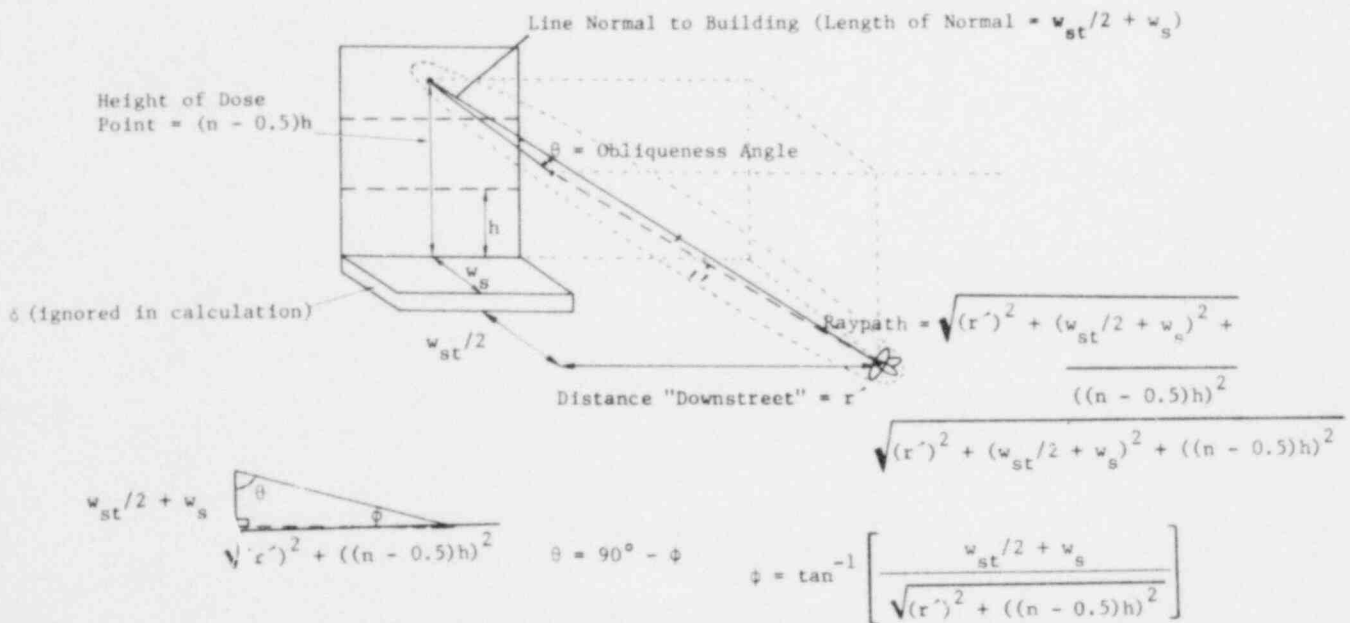 Line Normal to Building (Length of Normal = w_st/2 + w_s)
Height of Dose
Point = (n - 0.5)h
θ = Obliqueness Angle
h
w_s
r´
δ (ignored in calculation)
w_st/2
Raypath = √((r´)² + (w_st/2 + w_s)² +
((n - 0.5)h)²
Distance "Downstreet" = r´
√((r´)² + (w_st/2 + w_s)² + ((n - 0.5)h)²)
θ
w_st/2 + w_s
ϕ
√((r´)² + ((n - 0.5)h)²)
θ = 90° - ϕ
ϕ = tan⁻¹ [ (w_st/2 + w_s) / √((r´)² + ((n - 0.5)h)²) ]